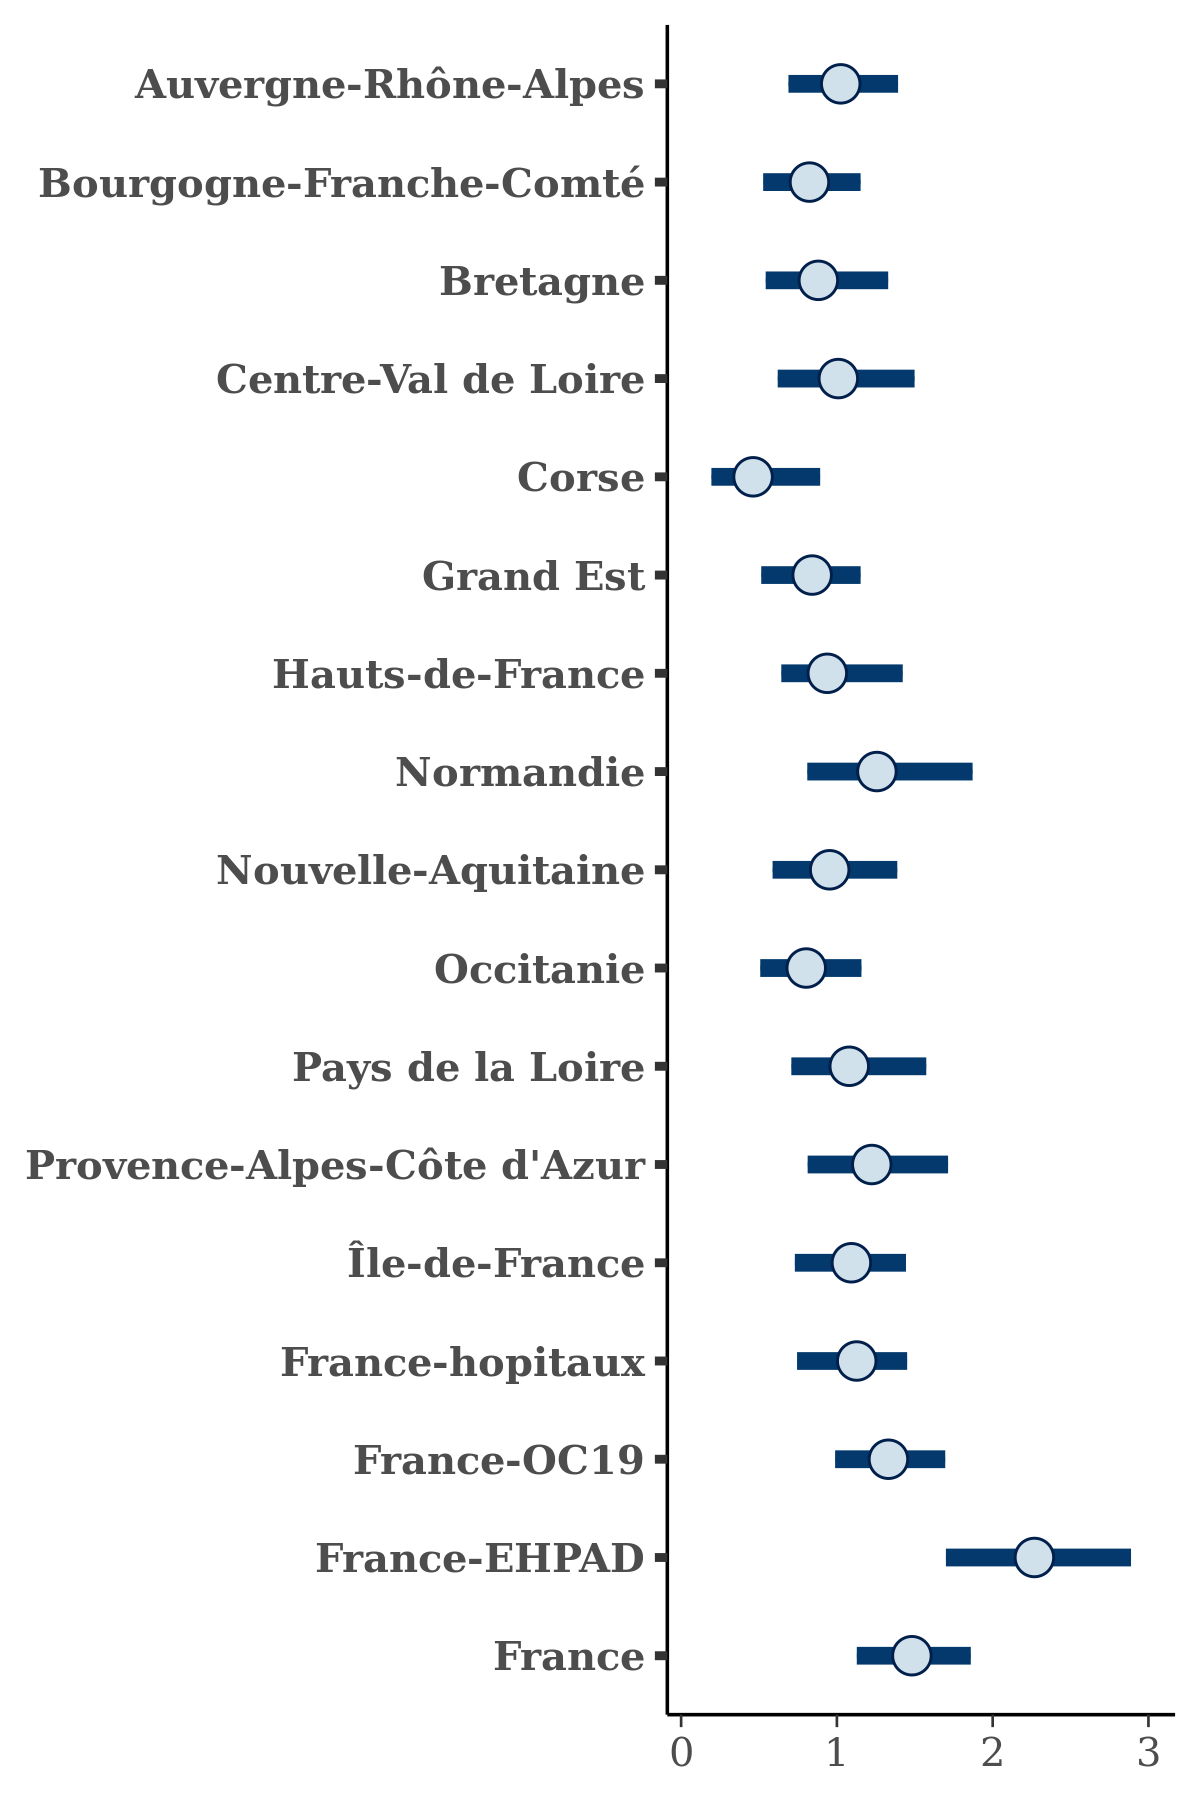 Auvergne-Rhône-Alpes
Bourgogne-Franche-Comté
Bretagne
Centre-Val de Loire
Corse
Grand Est
Hauts-de-France
Normandie
Nouvelle-Aquitaine
Occitanie
Pays de la Loire
Provence-Alpes-Côte d'Azur
Île-de-France
France-hopitaux
France-OC19
France-EHPAD
France
0 1 2 3